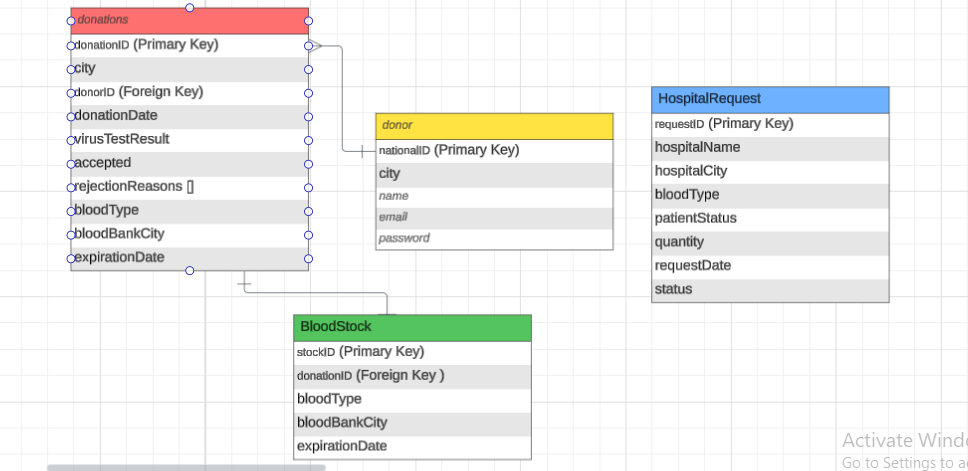 donations
donationID (Primary Key)
city
donorID (Foreign Key)
donationDate
virusTestResult
accepted
rejectionReasons []
bloodType
bloodBankCity
expirationDate
donor
nationalID (Primary Key)
city
name
email
password
HospitalRequest
requestID (Primary Key)
hospitalName
hospitalCity
bloodType
patientStatus
quantity
requestDate
status
BloodStock
stockID (Primary Key)
donationID (Foreign Key )
bloodType
bloodBankCity
expirationDate
Activate Windo
Go to Settings to a